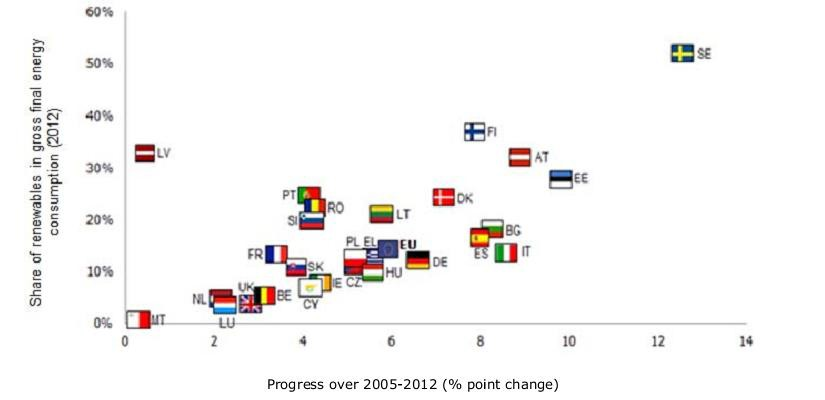 60%
50%
40%
30%
20%
10%
0%
Share of renewables in gross final energy
consumption (2012)
SE
FI
LV
AT
EE
PT
DK
RO
LT
SI
BG
PL EL EU
ES IT
FR
DE
SK
HU
CZ
IE
NL
UK
BE
CY
LU
MT
0 2 4 6 8 10 12 14
Progress over 2005-2012 (% point change)